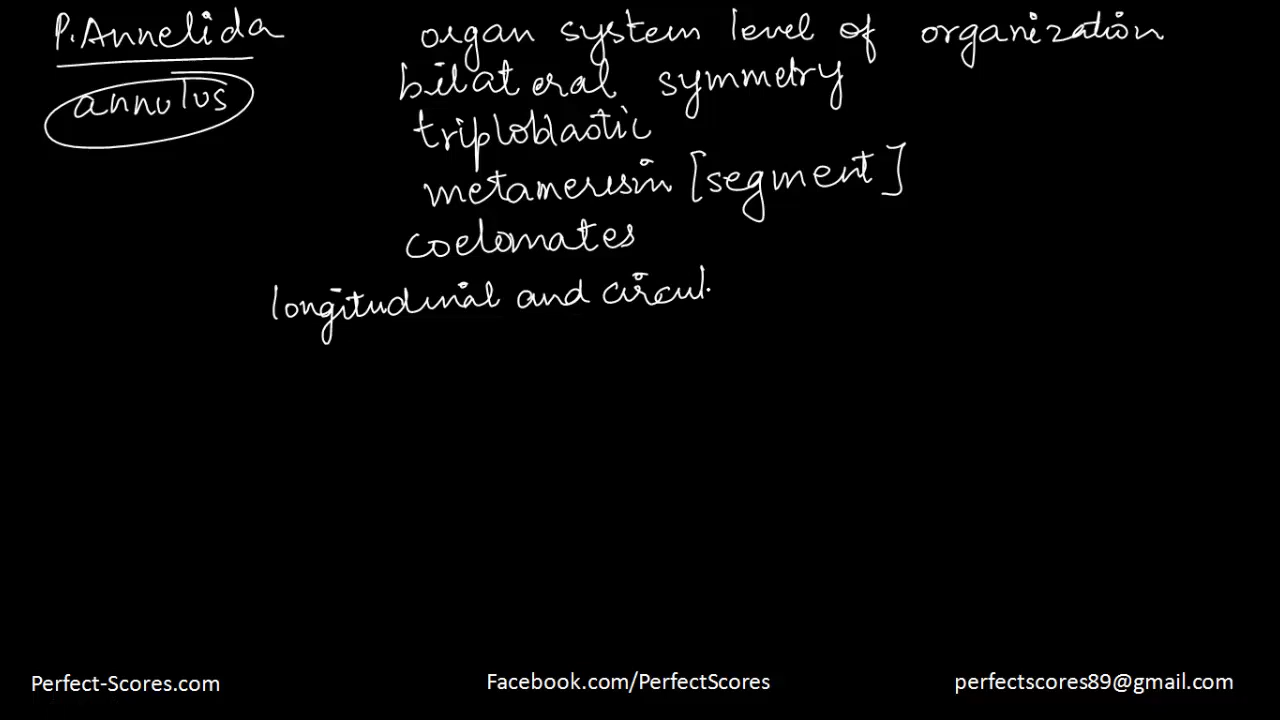 P. Annelida
annulus
organ system level of organization
bilateral symmetry
triploblastic
metameresim [segment]
coelomates
longitudinal and circul
Perfect-Scores.com
Facebook.com/PerfectScores
perfectscores89@gmail.com